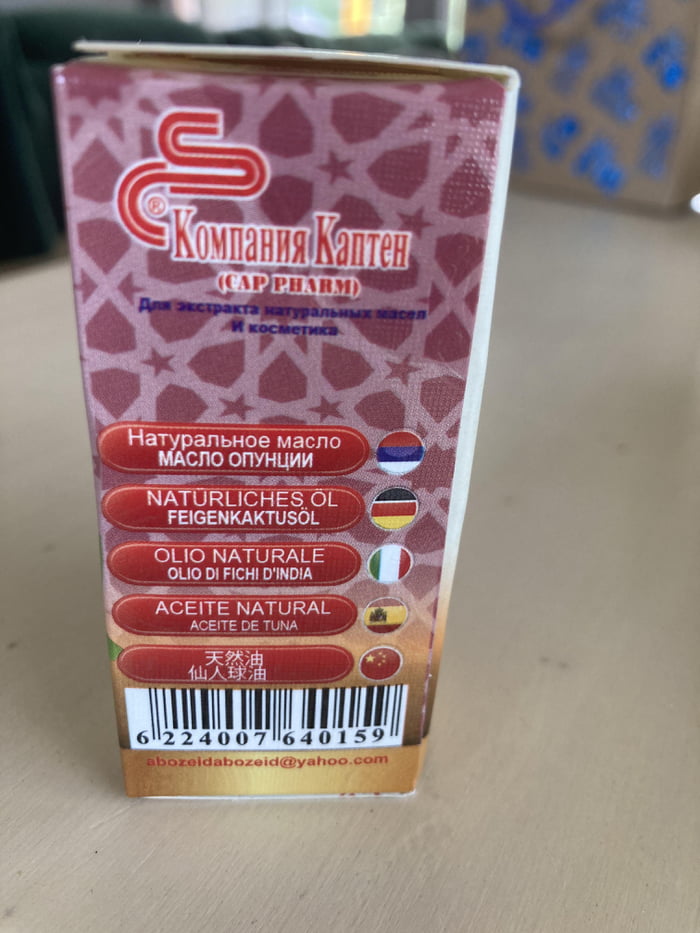 ®
Компания Каптен
(CAP PHARM)
Для экстракта натуральных масел
И косметика
Натуральное масло
МАСЛО ОПУНЦИИ
NATÜRLICHES ÖL
FEIGENKAKTUSÖL
OLIO NATURALE
OLIO DI FICHI D'INDIA
ACEITE NATURAL
ACEITE DE TUNA
天然油
仙人球油
6 224007 640159
abozeidabozeid@yahoo.com